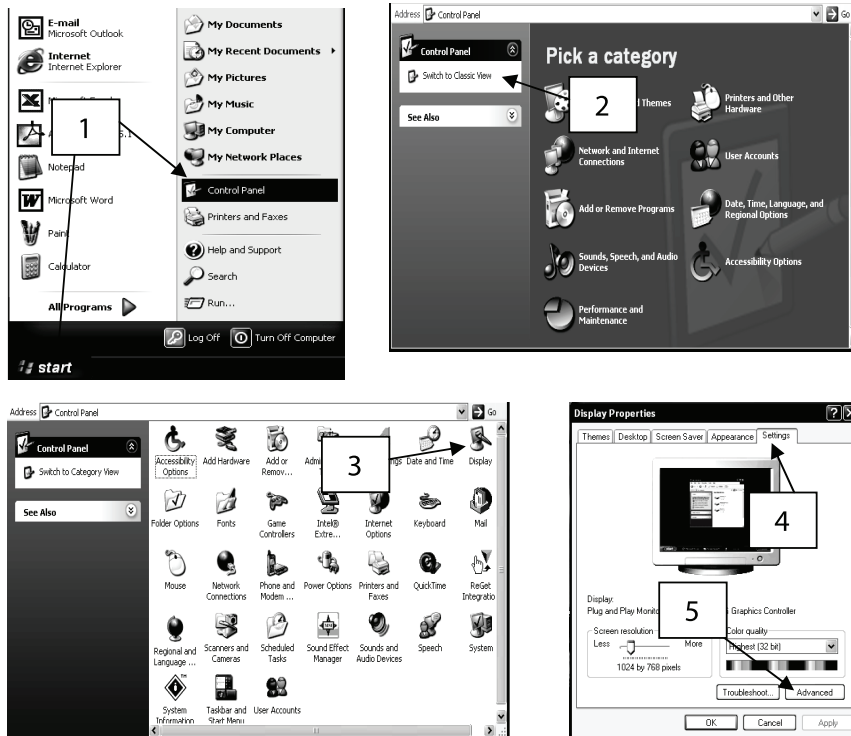 E-mail
Microsoft Outlook
Internet
Internet Explorer
1
5.1
Notepad
Microsoft Word
Paint
Calculator
All Programs
My Documents
My Recent Documents
My Pictures
My Music
My Computer
My Network Places
Control Panel
Printers and Faxes
Help and Support
Search
Run...
Log Off
Turn Off Computer
start
Address Control Panel
Go
Control Panel
Switch to Classic View
See Also
Pick a category
2
Themes
Printers and Other
Hardware
Network and Internet
Connections
User Accounts
Add or Remove Programs
Date, Time, Language, and
Regional Options
Sounds, Speech, and Audio
Devices
Accessibility Options
Performance and
Maintenance
Address Control Panel
Go
Control Panel
Switch to Category View
See Also
3
Accessibility
Options
Add Hardware
Add or
Remov...
Date and Time
Display
Folder Options
Fonts
Game
Controllers
Intel®
Extre...
Internet
Options
Keyboard
Mail
Mouse
Network
Connections
Phone and
Modem ...
Power Options
Printers and
Faxes
QuickTime
ReGet
Integratio
Regional and
Language ...
Scanners and
Cameras
Scheduled
Tasks
Sound Effect
Manager
Sounds and
Audio Devices
Speech
System
System
Information
Taskbar and
Start Menu
User Accounts
Display Properties
Themes
Desktop
Screen Saver
Appearance
Settings
4
5
Display:
Plug and Play Monito
Graphics Controller
Screen resolution
Less
More
1024 by 768 pixels
Color quality
Highest (32 bit)
Troubleshoot...
Advanced
OK
Cancel
Apply